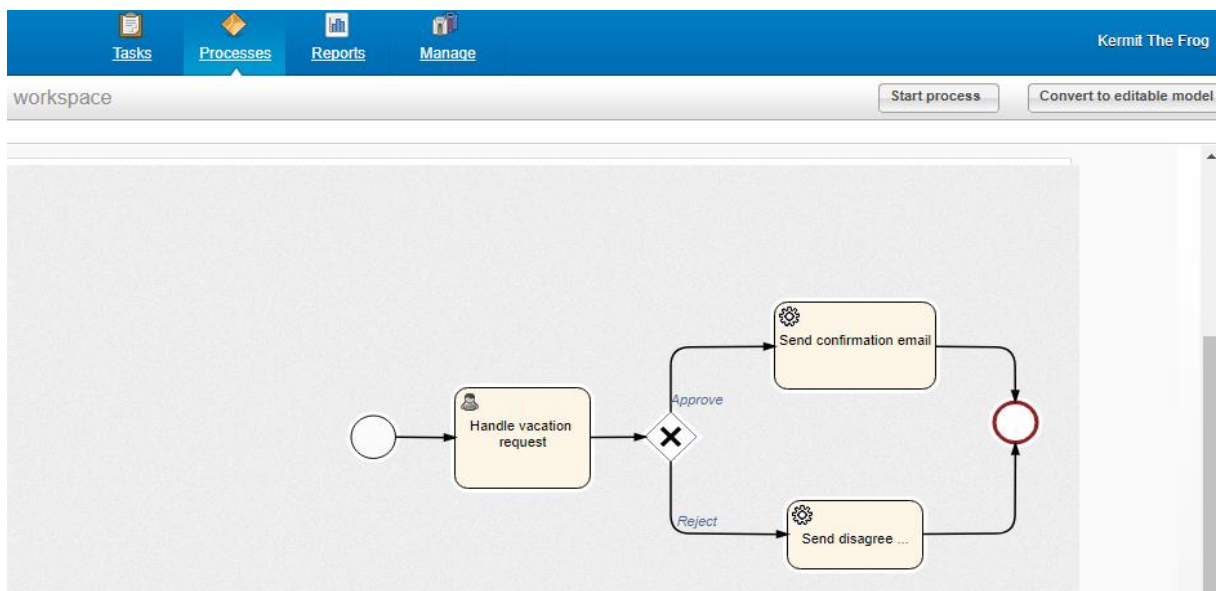 Tasks
Processes
Reports
Manage
Kermit The Frog
workspace
Start process
Convert to editable model
Send confirmation email
Approve
Handle vacation
request
Reject
Send disagree ...